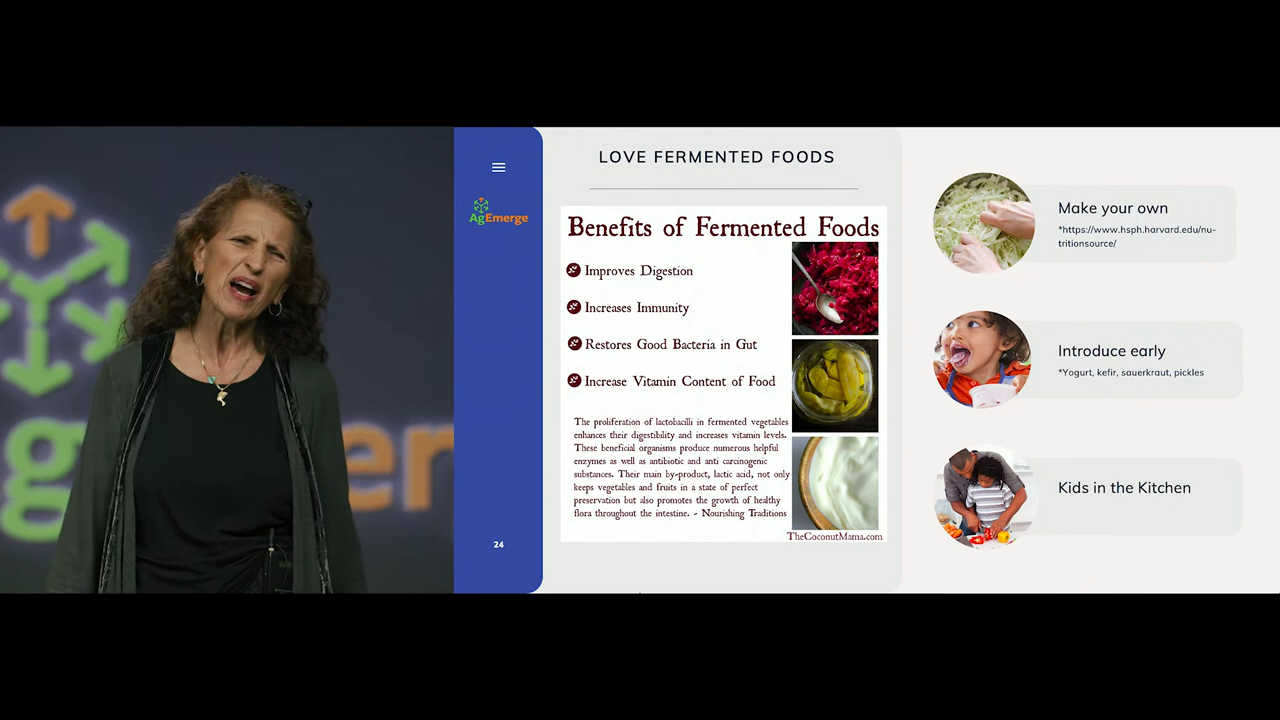 g
er
AgEmerge
24
LOVE FERMENTED FOODS
Benefits of Fermented Foods
Improves Digestion
Increases Immunity
Restores Good Bacteria in Gut
Increase Vitamin Content of Food
The proliferation of lactobacilli in fermented vegetables
enhances their digestibility and increases vitamin levels.
These beneficial organisms produce numerous helpful
enzymes as well as antibiotic and anti carcinogenic
substances. Their main by-product, lactic acid, not only
keeps vegetables and fruits in a state of perfect
preservation but also promotes the growth of healthy
flora throughout the intestine. - Nourishing Traditions
TheCoconutMama.com
Make your own
*https://www.hsph.harvard.edu/nu-
tritionsource/
Introduce early
*Yogurt, kefir, sauerkraut, pickles
Kids in the Kitchen